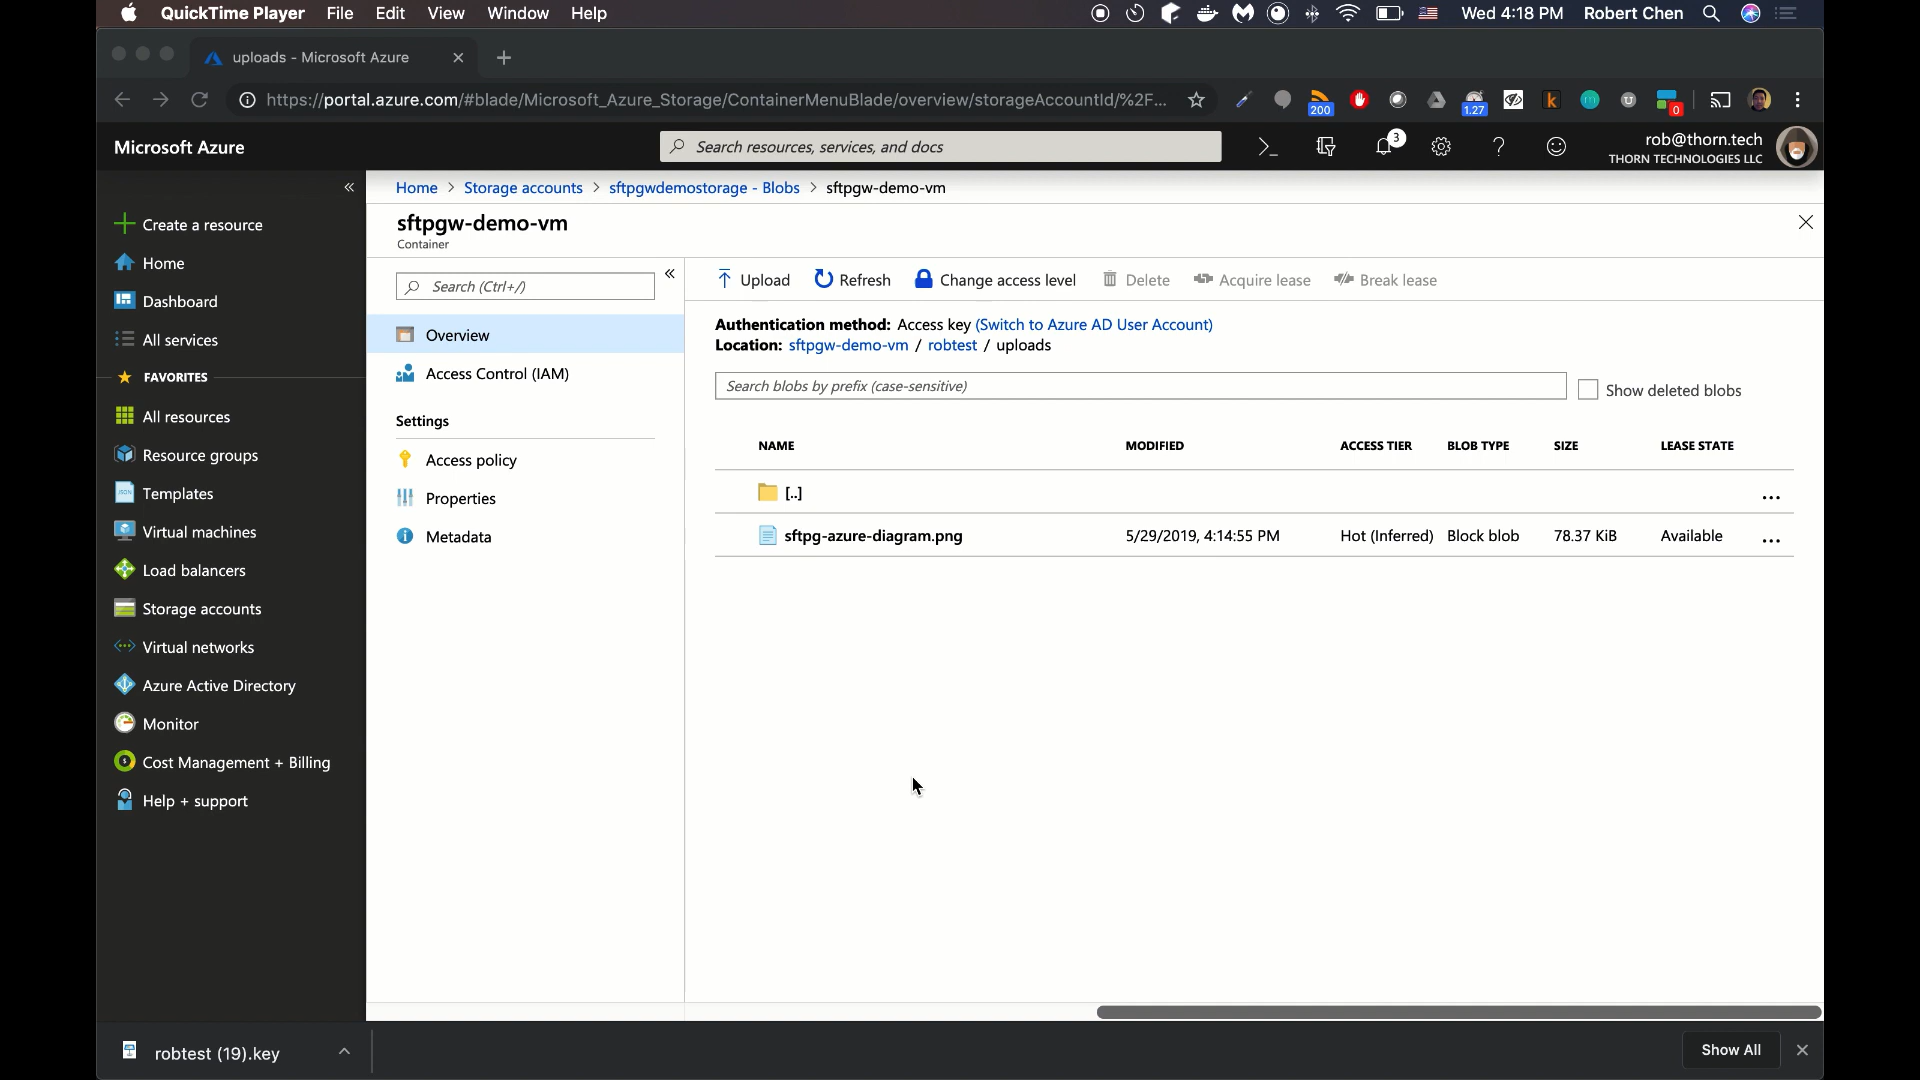 QuickTime Player File Edit View Window Help Wed 4:18 PM Robert Chen
uploads - Microsoft Azure
https://portal.azure.com/#blade/Microsoft_Azure_Storage/ContainerMenuBlade/overview/storageAccountId/%2F...
200
1.27
0
Microsoft Azure
Search resources, services, and docs
3
rob@thorn.tech
THORN TECHNOLOGIES LLC
Create a resource
Home
Dashboard
All services
FAVORITES
All resources
Resource groups
Templates
Virtual machines
Load balancers
Storage accounts
Virtual networks
Azure Active Directory
Monitor
Cost Management + Billing
Help + support
Home > Storage accounts > sftpgwdemostorage - Blobs > sftpgw-demo-vm
sftpgw-demo-vm
Container
Search (Ctrl+/)
Overview
Access Control (IAM)
Settings
Access policy
Properties
Metadata
Upload Refresh Change access level Delete Acquire lease Break lease
Authentication method: Access key (Switch to Azure AD User Account)
Location: sftpgw-demo-vm / robtest / uploads
Search blobs by prefix (case-sensitive)
Show deleted blobs
NAME MODIFIED ACCESS TIER BLOB TYPE SIZE LEASE STATE
[..] ...
sftpg-azure-diagram.png 5/29/2019, 4:14:55 PM Hot (Inferred) Block blob 78.37 KiB Available ...
robtest (19).key
Show All